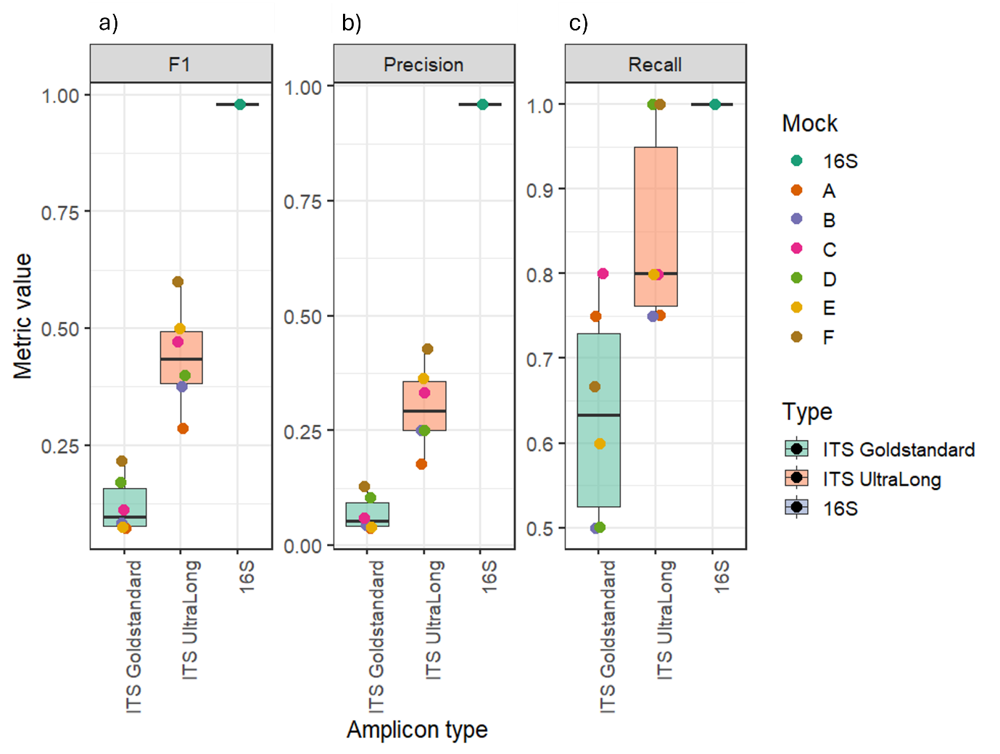 a)
b)
c)
F1
Precision
Recall
Metric value
1.00
0.75
0.50
0.25
1.00
0.75
0.50
0.25
0.00
1.0
0.9
0.8
0.7
0.6
0.5
ITS Goldstandard
ITS UltraLong
16S
ITS Goldstandard
ITS UltraLong
16S
ITS Goldstandard
ITS UltraLong
16S
Amplicon type
Mock
16S
A
B
C
D
E
F
Type
ITS Goldstandard
ITS UltraLong
16S